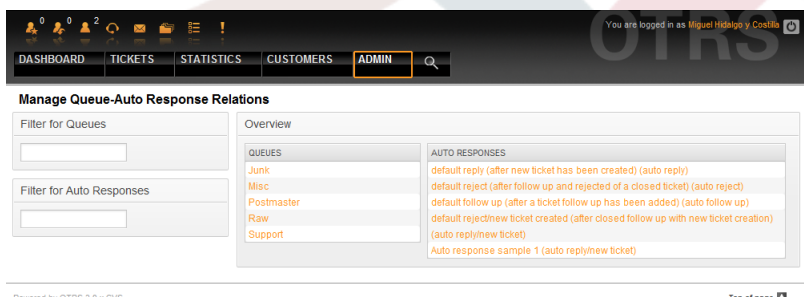 0 0 2
You are logged in as Miguel Hidalgo y Costilla
OTRS
DASHBOARD TICKETS STATISTICS CUSTOMERS ADMIN
Manage Queue-Auto Response Relations
Filter for Queues
Filter for Auto Responses
Overview
QUEUES
Junk
Misc
Postmaster
Raw
Support
AUTO RESPONSES
default reply (after new ticket has been created) (auto reply)
default reject (after follow up and rejected of a closed ticket) (auto reject)
default follow up (after a ticket follow up has been added) (auto follow up)
default reject/new ticket created (after closed follow up with new ticket creation)
(auto reply/new ticket)
Auto response sample 1 (auto reply/new ticket)